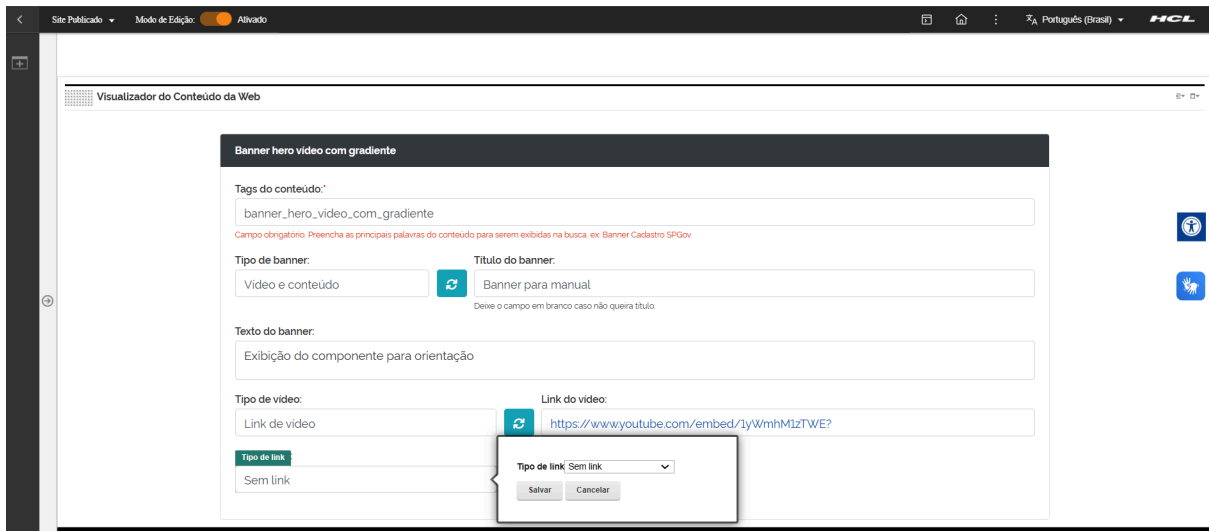 Site Publicado Modo de Edição: Ativado Português (Brasil) HCL
Visualizador do Conteúdo da Web
Banner hero vídeo com gradiente
Tags do conteúdo:*
banner_hero_video_com_gradiente
Campo obrigatório. Preencha as principais palavras do conteúdo para serem exibidas na busca. ex: Banner Cadastro SPGov
Tipo de banner: Título do banner:
Vídeo e conteúdo Banner para manual
Deixe o campo em branco caso não queira título.
Texto do banner:
Exibição do componente para orientação
Tipo de vídeo: Link do vídeo:
Link de vídeo https://www.youtube.com/embed/1yWmhM1zTWE?
Tipo de link :
Sem link
Tipo de link Sem link
Salvar Cancelar